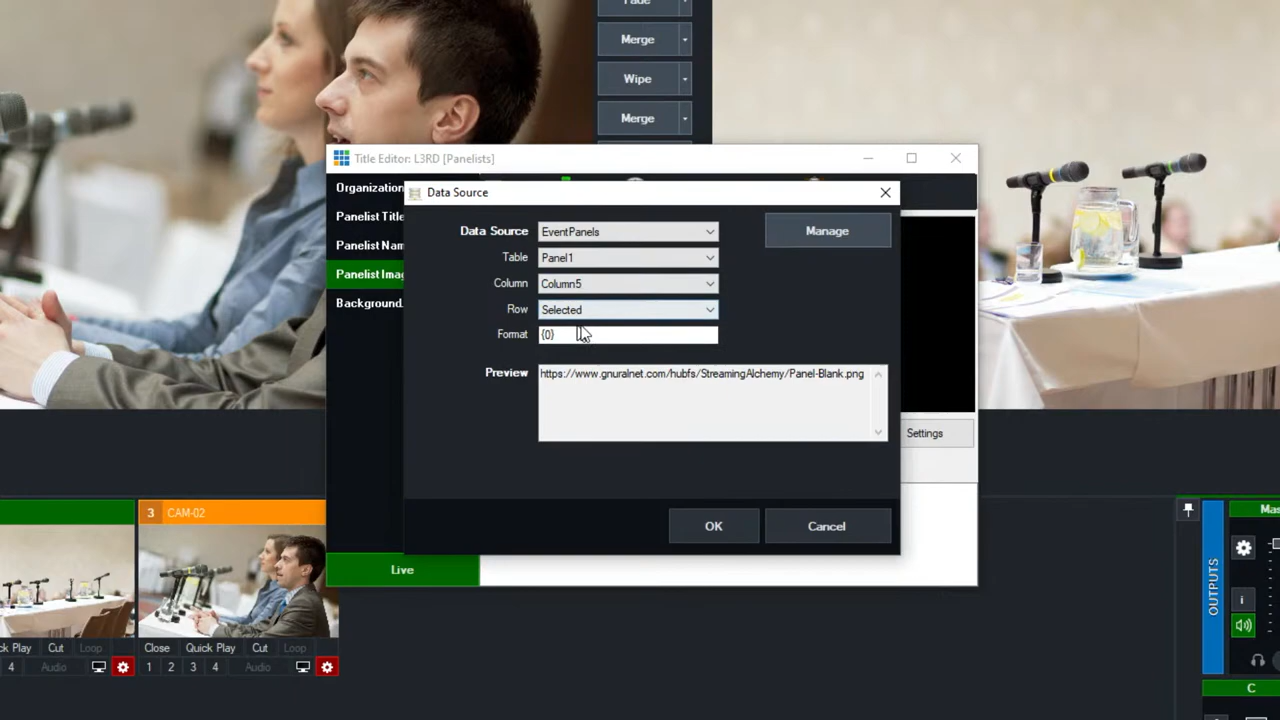 Fade
Merge
Wipe
Merge
Title Editor: L3RD [Panelists]
Organization
Panelist Title
Panelist Nam
Panelist Imag
Background.
Data Source
Data Source EventPanels
Manage
Table Panel1
Column Column5
Row Selected
Format {0}
Preview https://www.gnuralnet.com/hubfs/StreamingAlchemy/Panel-Blank.png
Settings
OK
Cancel
Live
3 CAM-02
ck Play Cut Loop
4 Audio
Close Quick Play Cut Loop
1 2 3 4 Audio
OUTPUTS
Mas
i
C